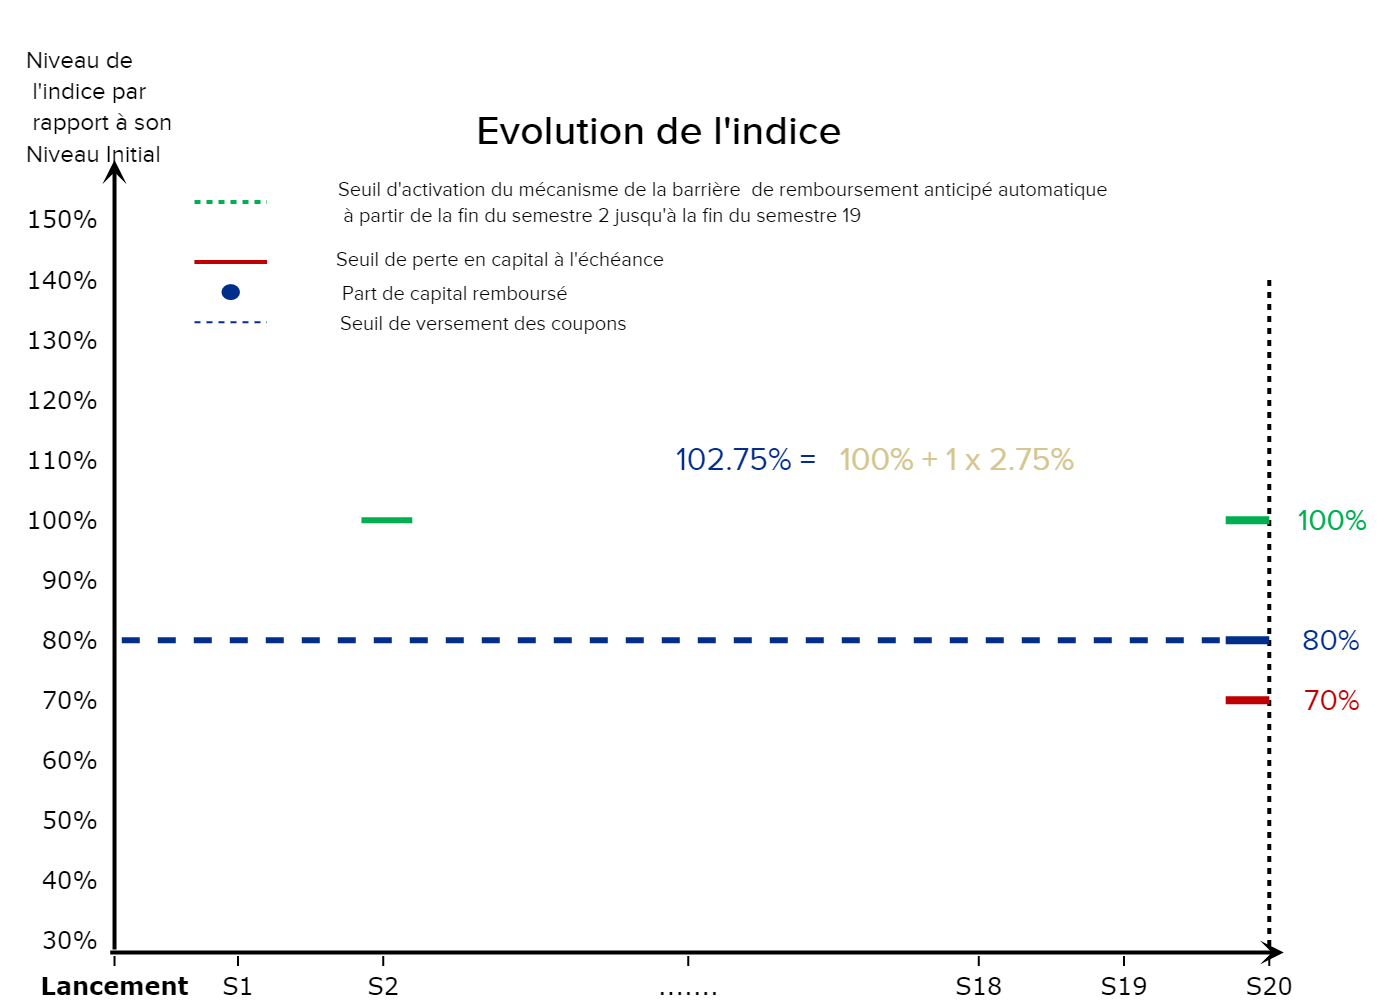 Niveau de
l'indice par
rapport à son
Niveau Initial
Evolution de l'indice
Seuil d'activation du mécanisme de la barrière de remboursement anticipé automatique
à partir de la fin du semestre 2 jusqu'à la fin du semestre 19
Seuil de perte en capital à l'échéance
Part de capital remboursé
Seuil de versement des coupons
150%
140%
130%
120%
110%
102.75% = 100% + 1 x 2.75%
100%
100%
90%
80%
80%
70%
70%
60%
50%
40%
30%
Lancement S1 S2 ....... S18 S19 S20